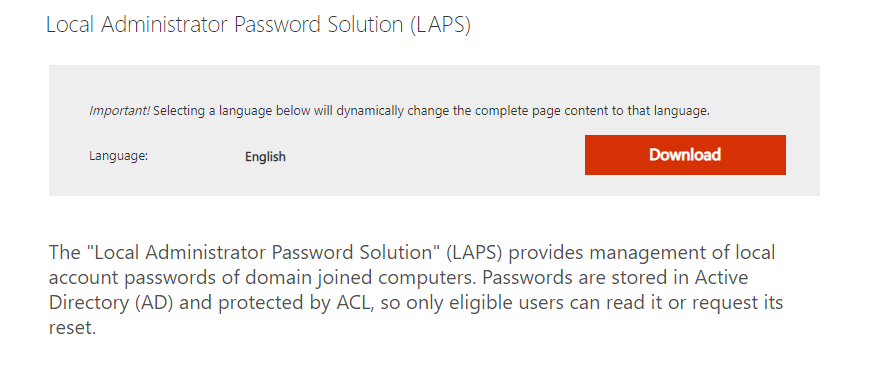 Local Administrator Password Solution (LAPS)
Important! Selecting a language below will dynamically change the complete page content to that language.
Language: English Download
The "Local Administrator Password Solution" (LAPS) provides management of local
account passwords of domain joined computers. Passwords are stored in Active
Directory (AD) and protected by ACL, so only eligible users can read it or request its
reset.